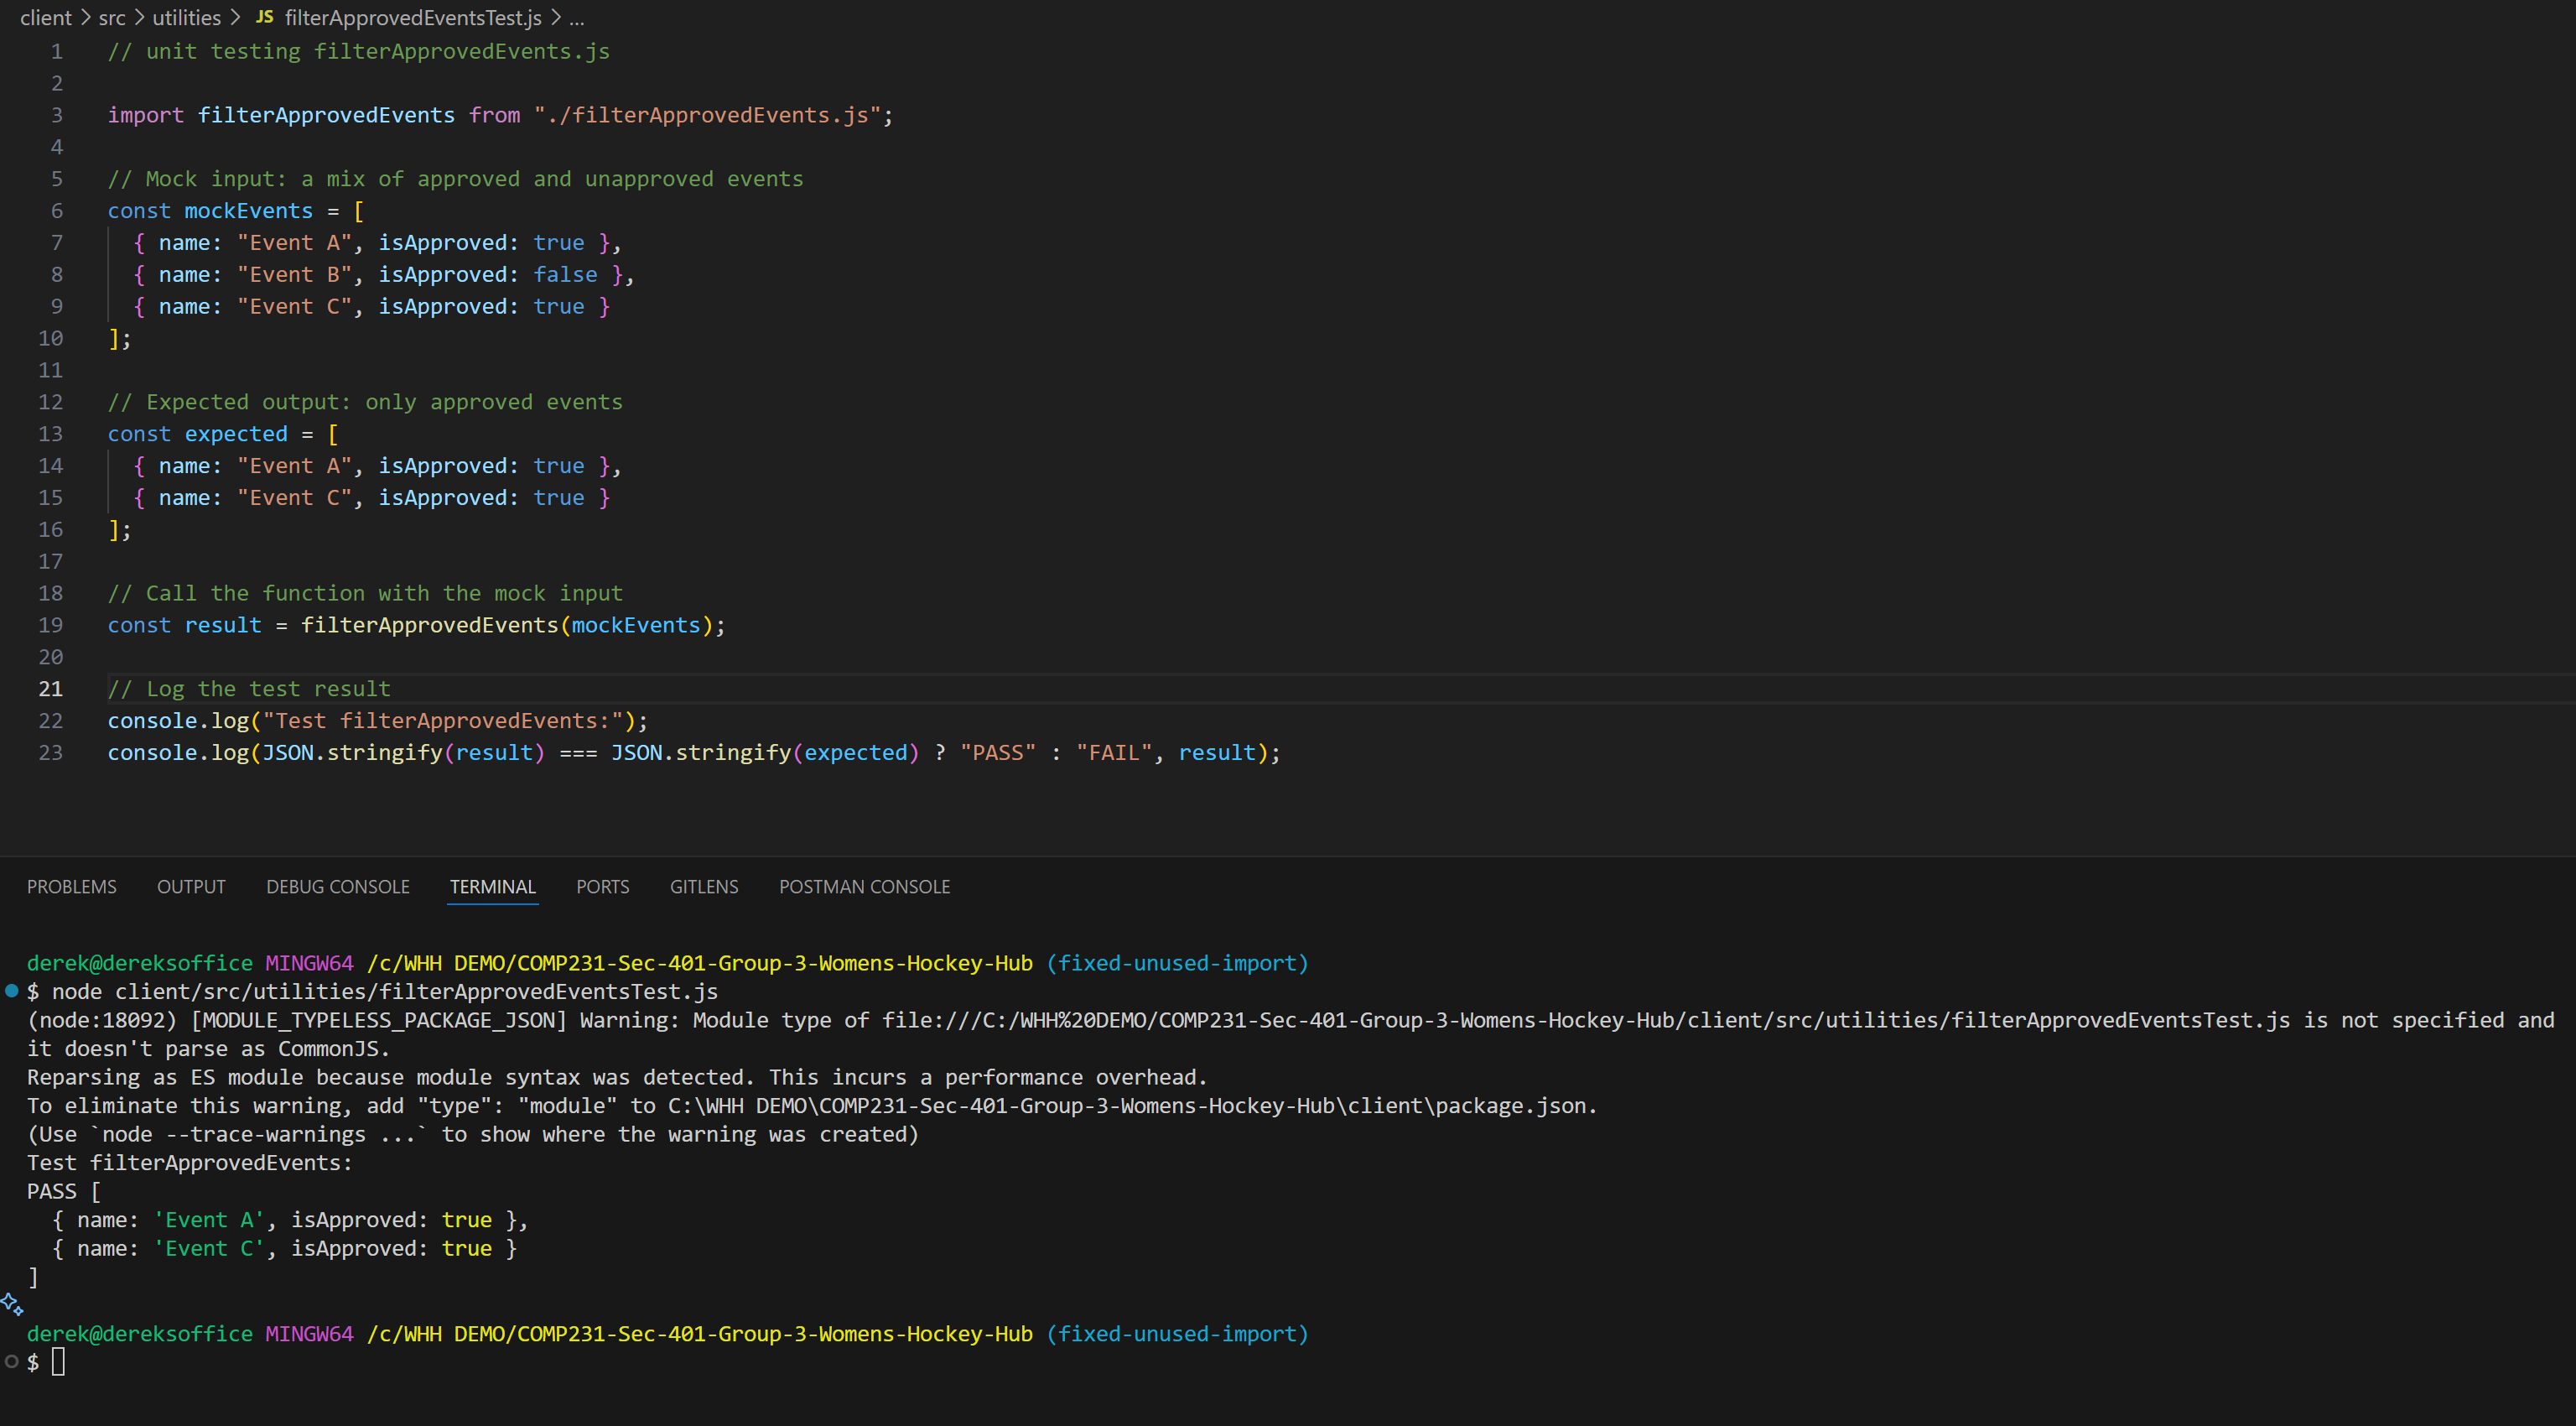 client > src > utilities > JS filterApprovedEventsTest.js > ...
1 // unit testing filterApprovedEvents.js
2
3 import filterApprovedEvents from "./filterApprovedEvents.js";
4
5 // Mock input: a mix of approved and unapproved events
6 const mockEvents = [
7   { name: "Event A", isApproved: true },
8   { name: "Event B", isApproved: false },
9   { name: "Event C", isApproved: true }
10 ];
11
12 // Expected output: only approved events
13 const expected = [
14   { name: "Event A", isApproved: true },
15   { name: "Event C", isApproved: true }
16 ];
17
18 // Call the function with the mock input
19 const result = filterApprovedEvents(mockEvents);
20
21 // Log the test result
22 console.log("Test filterApprovedEvents:");
23 console.log(JSON.stringify(result) === JSON.stringify(expected) ? "PASS" : "FAIL", result);
PROBLEMS OUTPUT DEBUG CONSOLE TERMINAL PORTS GITLENS POSTMAN CONSOLE
derek@dereksoffice MINGW64 /c/WHH DEMO/COMP231-Sec-401-Group-3-Womens-Hockey-Hub (fixed-unused-import)
$ node client/src/utilities/filterApprovedEventsTest.js
(node:18092) [MODULE_TYPELESS_PACKAGE_JSON] Warning: Module type of file:///C:/WHH%20DEMO/COMP231-Sec-401-Group-3-Womens-Hockey-Hub/client/src/utilities/filterApprovedEventsTest.js is not specified and
it doesn't parse as CommonJS.
Reparsing as ES module because module syntax was detected. This incurs a performance overhead.
To eliminate this warning, add "type": "module" to C:\WHH DEMO\COMP231-Sec-401-Group-3-Womens-Hockey-Hub\client\package.json.
(Use `node --trace-warnings ...` to show where the warning was created)
Test filterApprovedEvents:
PASS [
  { name: 'Event A', isApproved: true },
  { name: 'Event C', isApproved: true }
]
derek@dereksoffice MINGW64 /c/WHH DEMO/COMP231-Sec-401-Group-3-Womens-Hockey-Hub (fixed-unused-import)
$